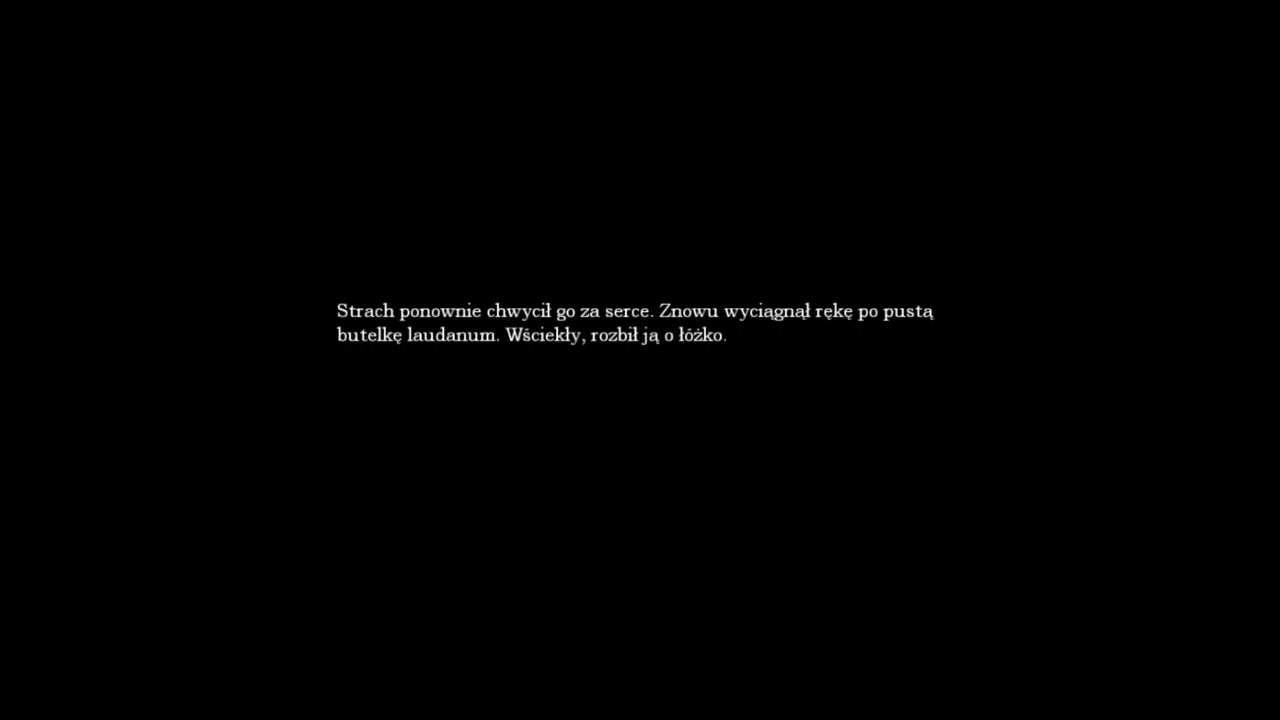 Strach ponownie chwycił go za serce. Znowu wyciągnął rękę po pustą
butelkę laudanum. Wściekły, rozbił ją o łóżko.